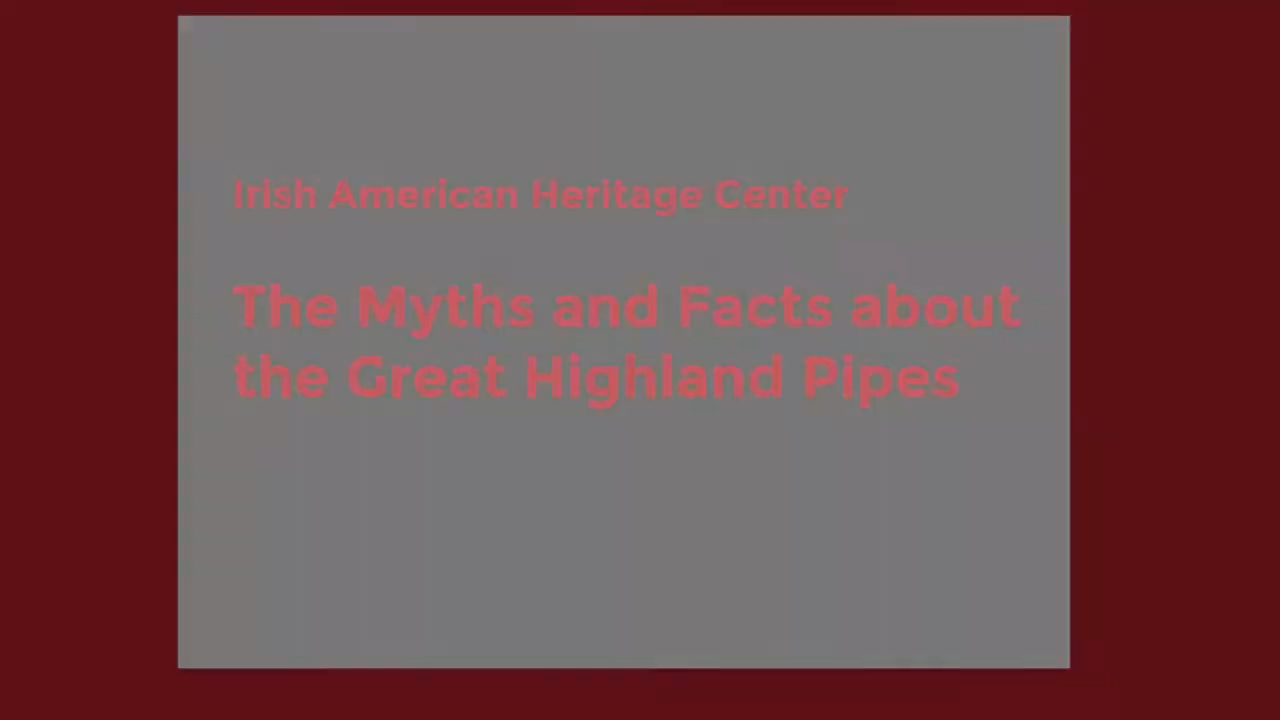 Irish American Heritage Center
The Myths and Facts about
the Great Highland Pipes